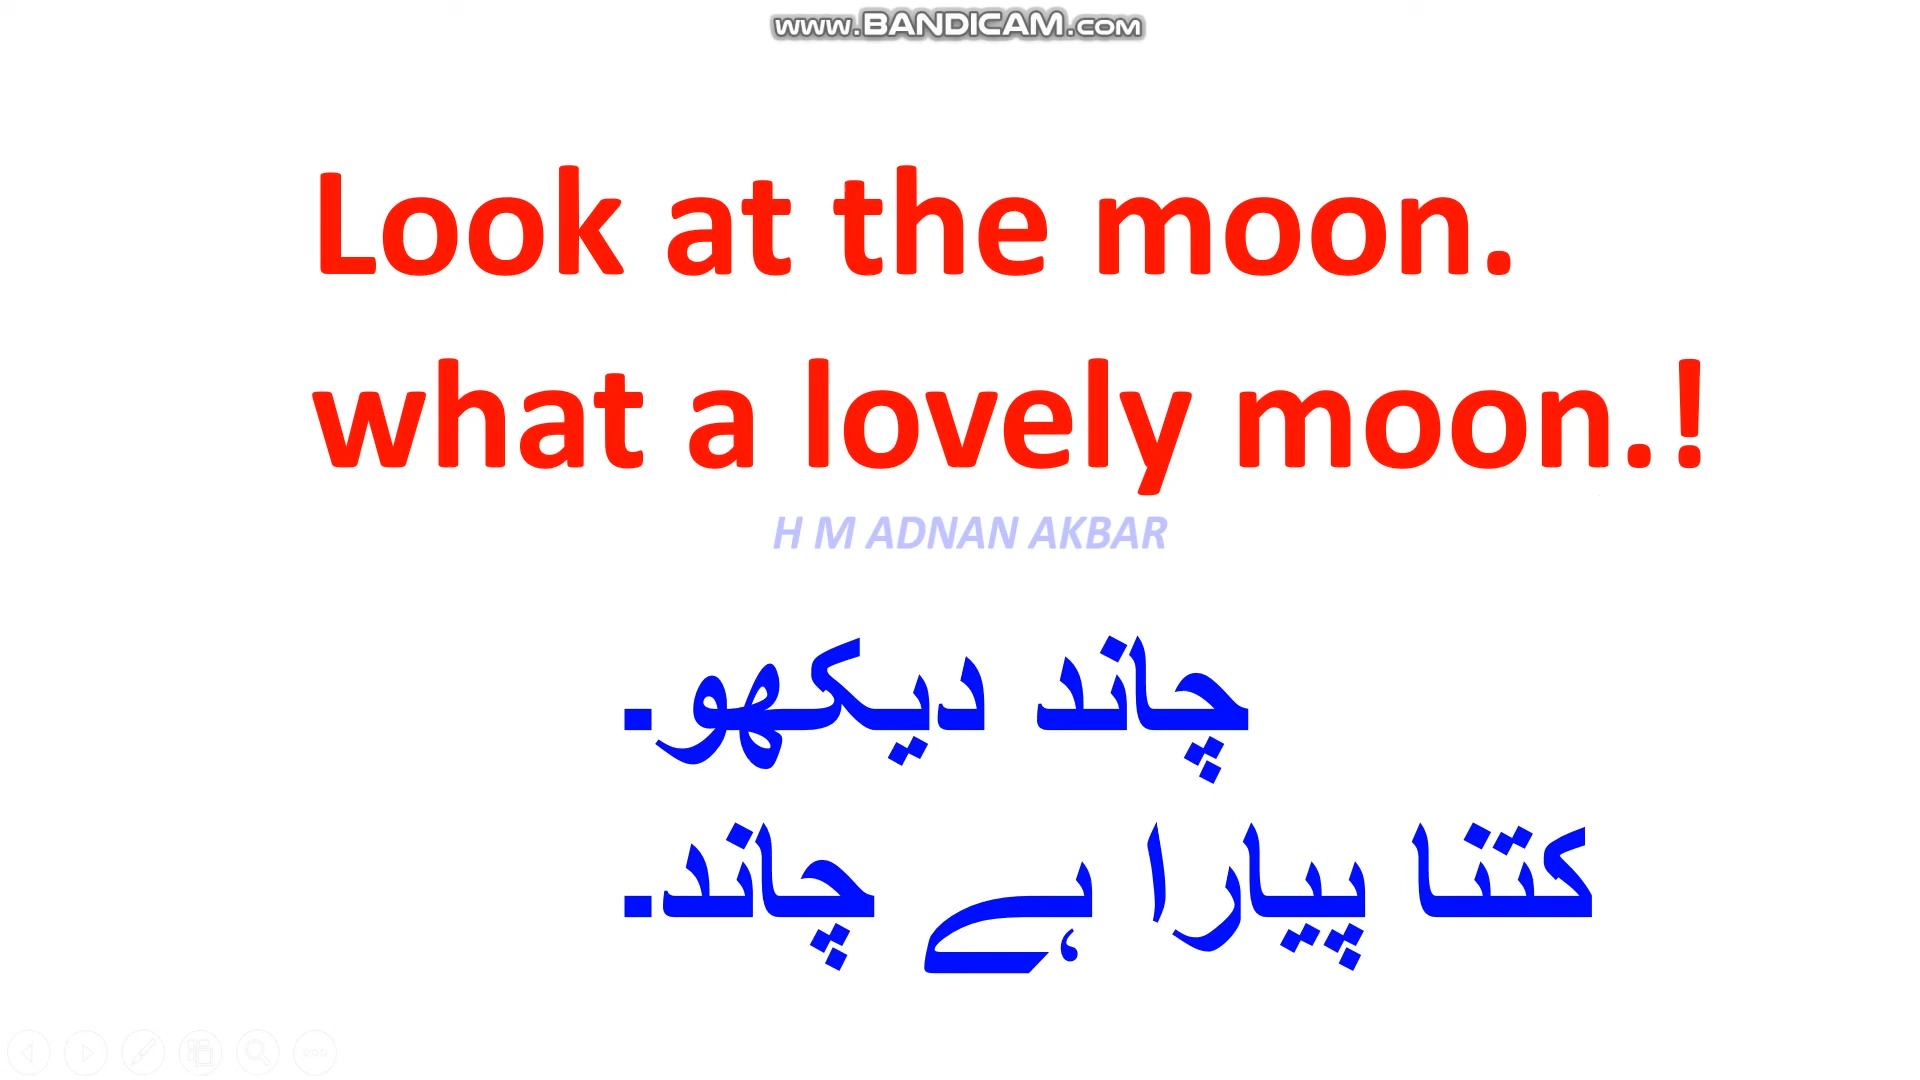 www.BANDICAM.com
Look at the moon.
what a lovely moon.!
H M ADNAN AKBAR
چاند دیکھو.
کتنا پیارا ہے چاند.